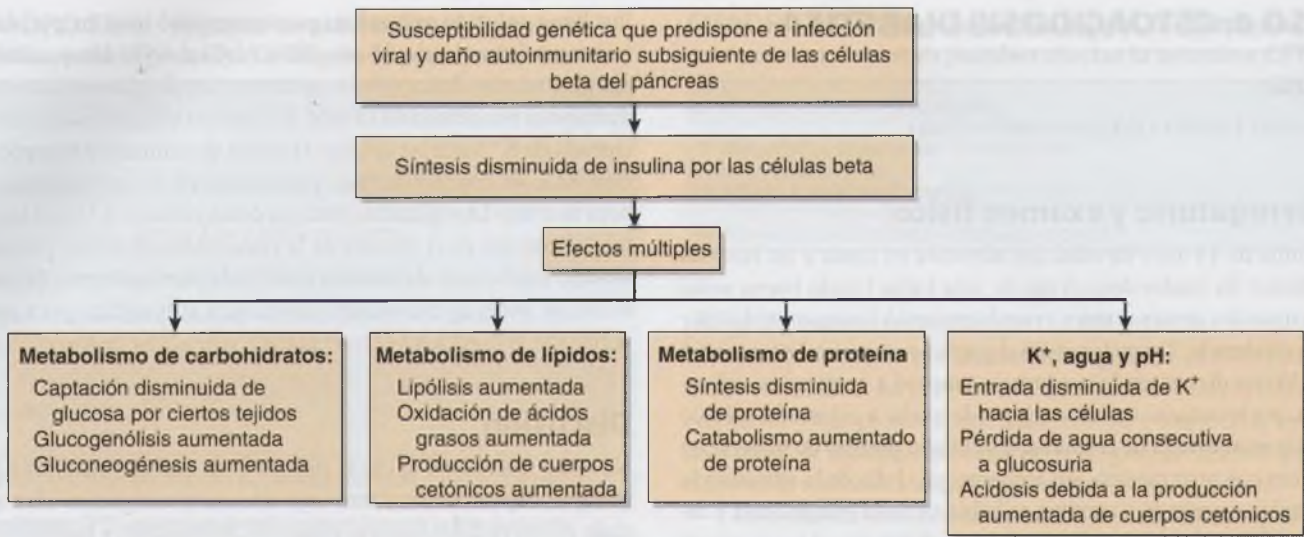 Susceptibilidad genética que predispone a infección
viral y daño autoinmunitario subsiguiente de las células
beta del páncreas
Síntesis disminuida de insulina por las células beta
Efectos múltiples
Metabolismo de carbohidratos:
Captación disminuida de
glucosa por ciertos tejidos
Glucogenólisis aumentada
Gluconeogénesis aumentada
Metabolismo de lípidos:
Lipólisis aumentada
Oxidación de ácidos
grasos aumentada
Producción de cuerpos
cetónicos aumentada
Metabolismo de proteína
Síntesis disminuida
de proteína
Catabolismo aumentado
de proteína
K⁺, agua y pH:
Entrada disminuida de K⁺
hacia las células
Pérdida de agua consecutiva
a glucosuria
Acidosis debida a la producción
aumentada de cuerpos cetónicos